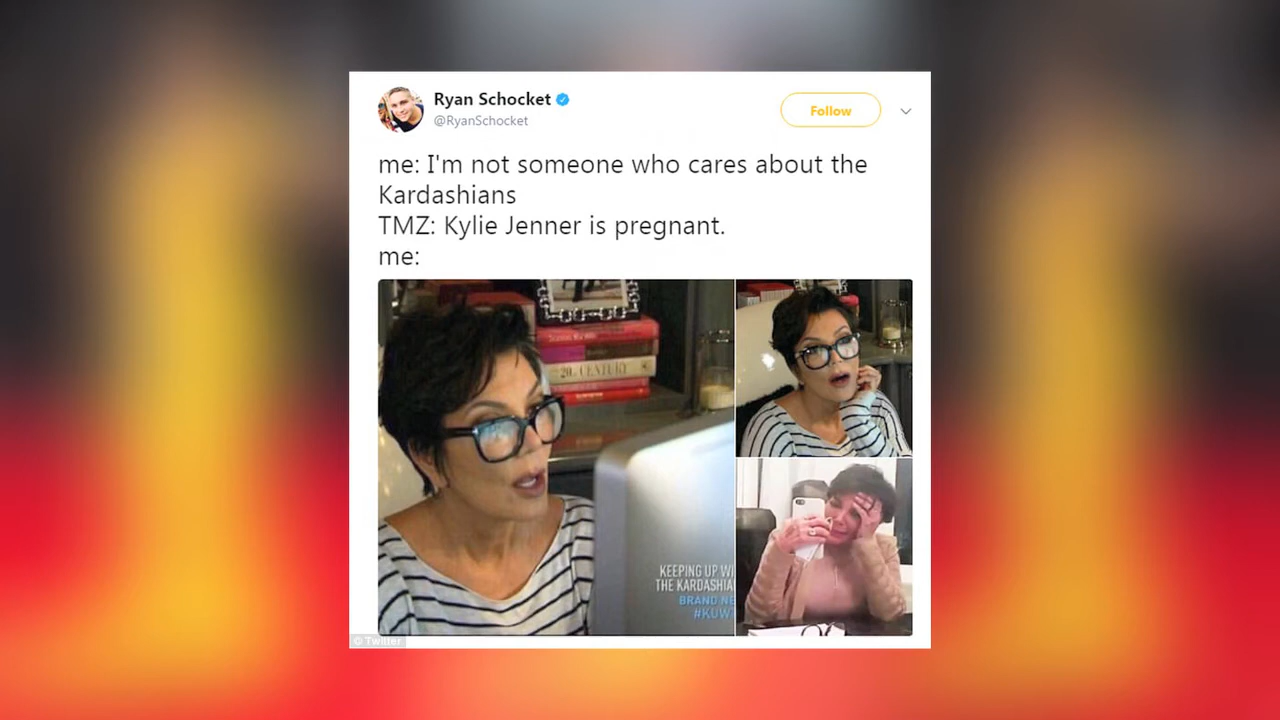 Ryan Schocket
@RyanSchocket
Follow
me: I'm not someone who cares about the
Kardashians
TMZ: Kylie Jenner is pregnant.
me:
20th CENTURY
KEEPING UP WI
THE KARDASHIA
BRAND NE
#KUW
© Twitter